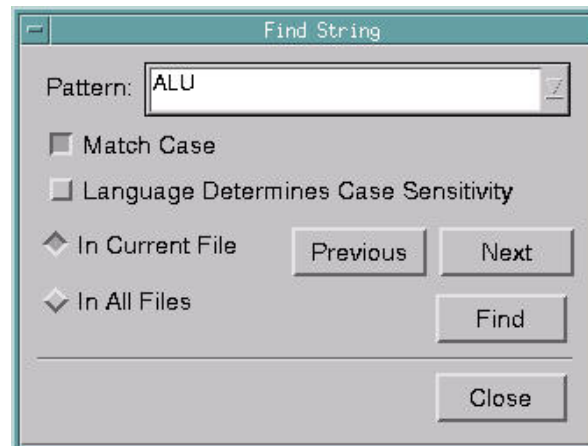 Find String
Pattern: ALU
Match Case
Language Determines Case Sensitivity
In Current File
Previous Next
In All Files
Find
Close